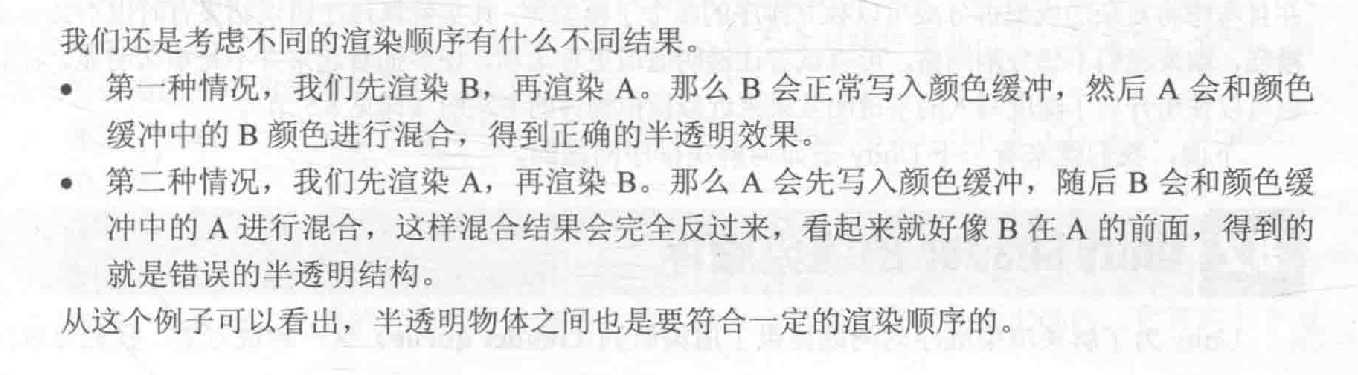 我们还是考虑不同的渲染顺序有什么不同结果。
• 第一种情况，我们先渲染 B，再渲染 A。那么 B 会正常写入颜色缓冲，然后 A 会和颜色
缓冲中的 B 颜色进行混合，得到正确的半透明效果。
• 第二种情况，我们先渲染 A，再渲染 B。那么 A 会先写入颜色缓冲，随后 B 会和颜色缓
冲中的 A 进行混合，这样混合结果会完全反过来，看起来就好像 B 在 A 的前面，得到的
就是错误的半透明结构。
从这个例子可以看出，半透明物体之间也是要符合一定的渲染顺序的。